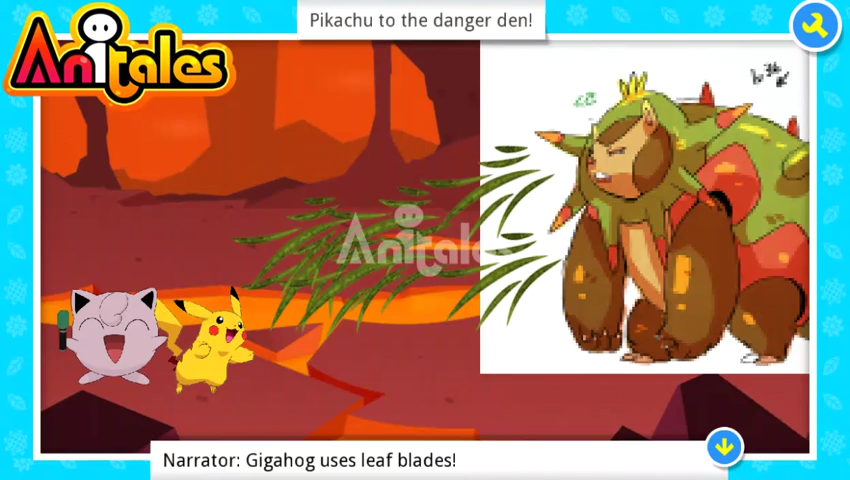 Pikachu to the danger den!
Anitales
Anitales
Narrator: Gigahog uses leaf blades!